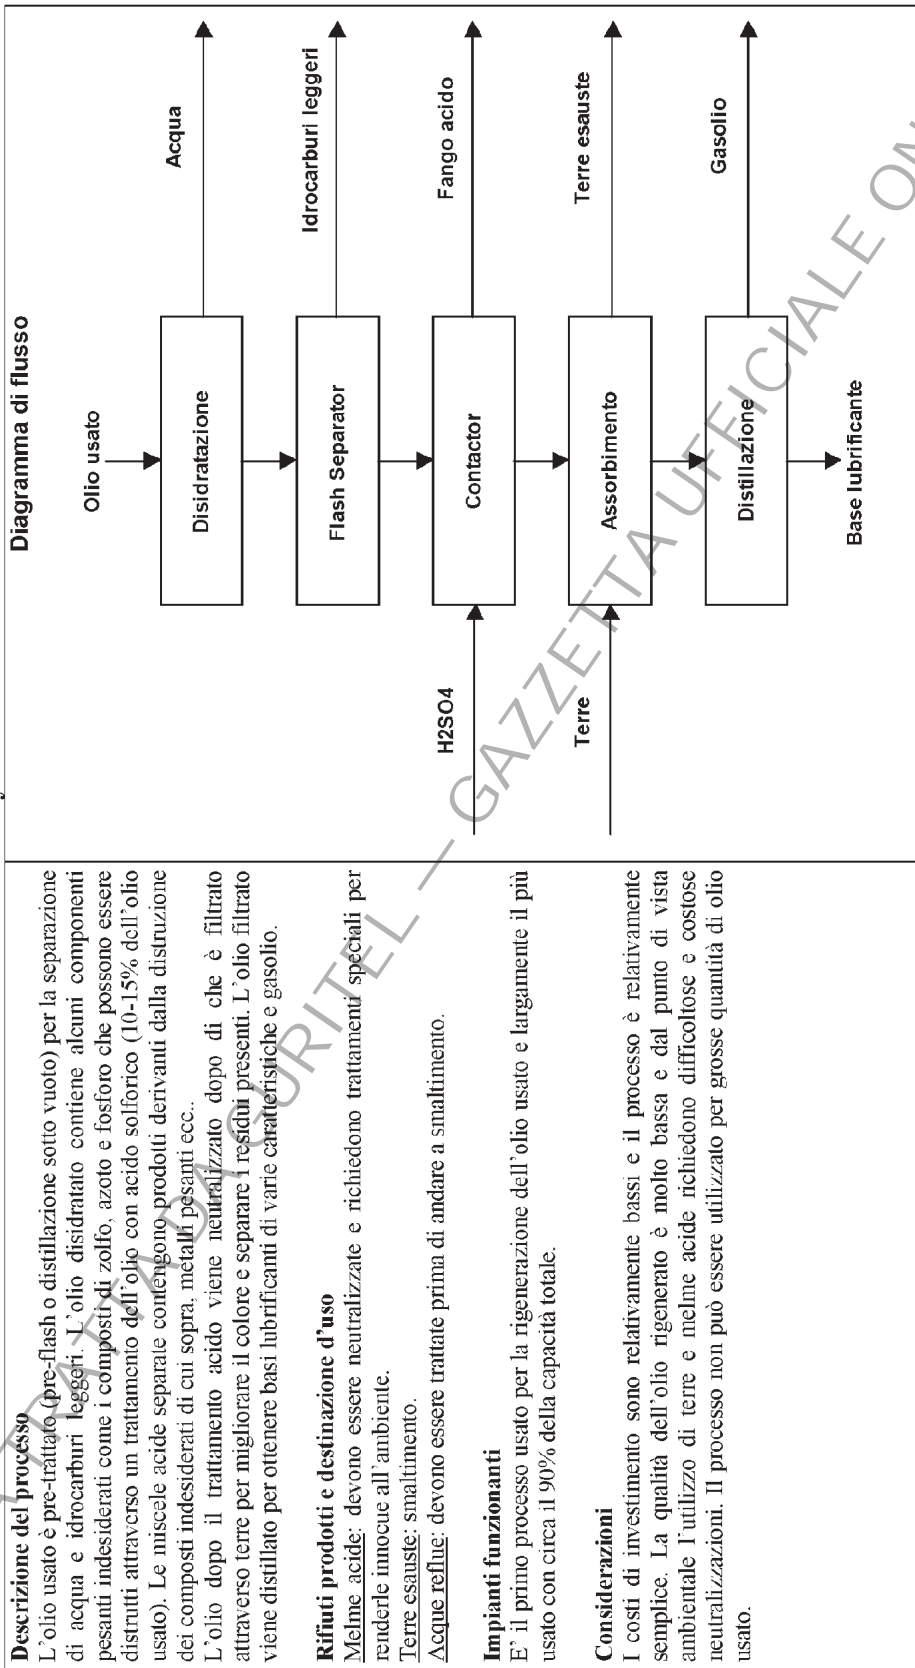 Descrizione del processo
L'olio usato è pre-trattato (pre-flash o distillazione sotto vuoto) per la separazione
di acqua e idrocarburi leggeri. L'olio disidratato contiene alcuni componenti
pesanti indesiderati come i composti di zolfo, azoto e fosforo che possono essere
distrutti attraverso un trattamento dell'olio con acido solforico (10-15% dell'olio
usato). Le miscele acide separate contengono prodotti derivanti dalla distruzione
dei composti indesiderati di cui sopra, metalli pesanti ecc..
L'olio dopo il trattamento acido viene neutralizzato dopo di che è filtrato
attraverso terre per migliorare il colore e separare i residui presenti. L'olio filtrato
viene distillato per ottenere basi lubrificanti di varie caratteristiche e gasolio.
Rifiuti prodotti e destinazione d'uso
Melme acide: devono essere neutralizzate e richiedono trattamenti speciali per
renderle innocue all'ambiente.
Terre esauste: smaltimento.
Acque reflue: devono essere trattate prima di andare a smaltimento.
Impianti funzionanti
E' il primo processo usato per la rigenerazione dell'olio usato e largamente il più
usato con circa il 90% della capacità totale.
Considerazioni
I costi di investimento sono relativamente bassi e il processo è relativamente
semplice. La qualità dell'olio rigenerato è molto bassa e dal punto di vista
ambientale l'utilizzo di terre e melme acide richiedono difficoltose e costose
neutralizzazioni. Il processo non può essere utilizzato per grosse quantità di olio
usato.
Diagramma di flusso
Olio usato
Disidratazione
Acqua
Flash Separator
Idrocarburi leggeri
H2SO4
Contactor
Fango acido
Terre
Assorbimento
Terre esauste
Distillazione
Gasolio
Base lubrificante
TRATTA DA GURITEL — GAZZETTA UFFICIALE